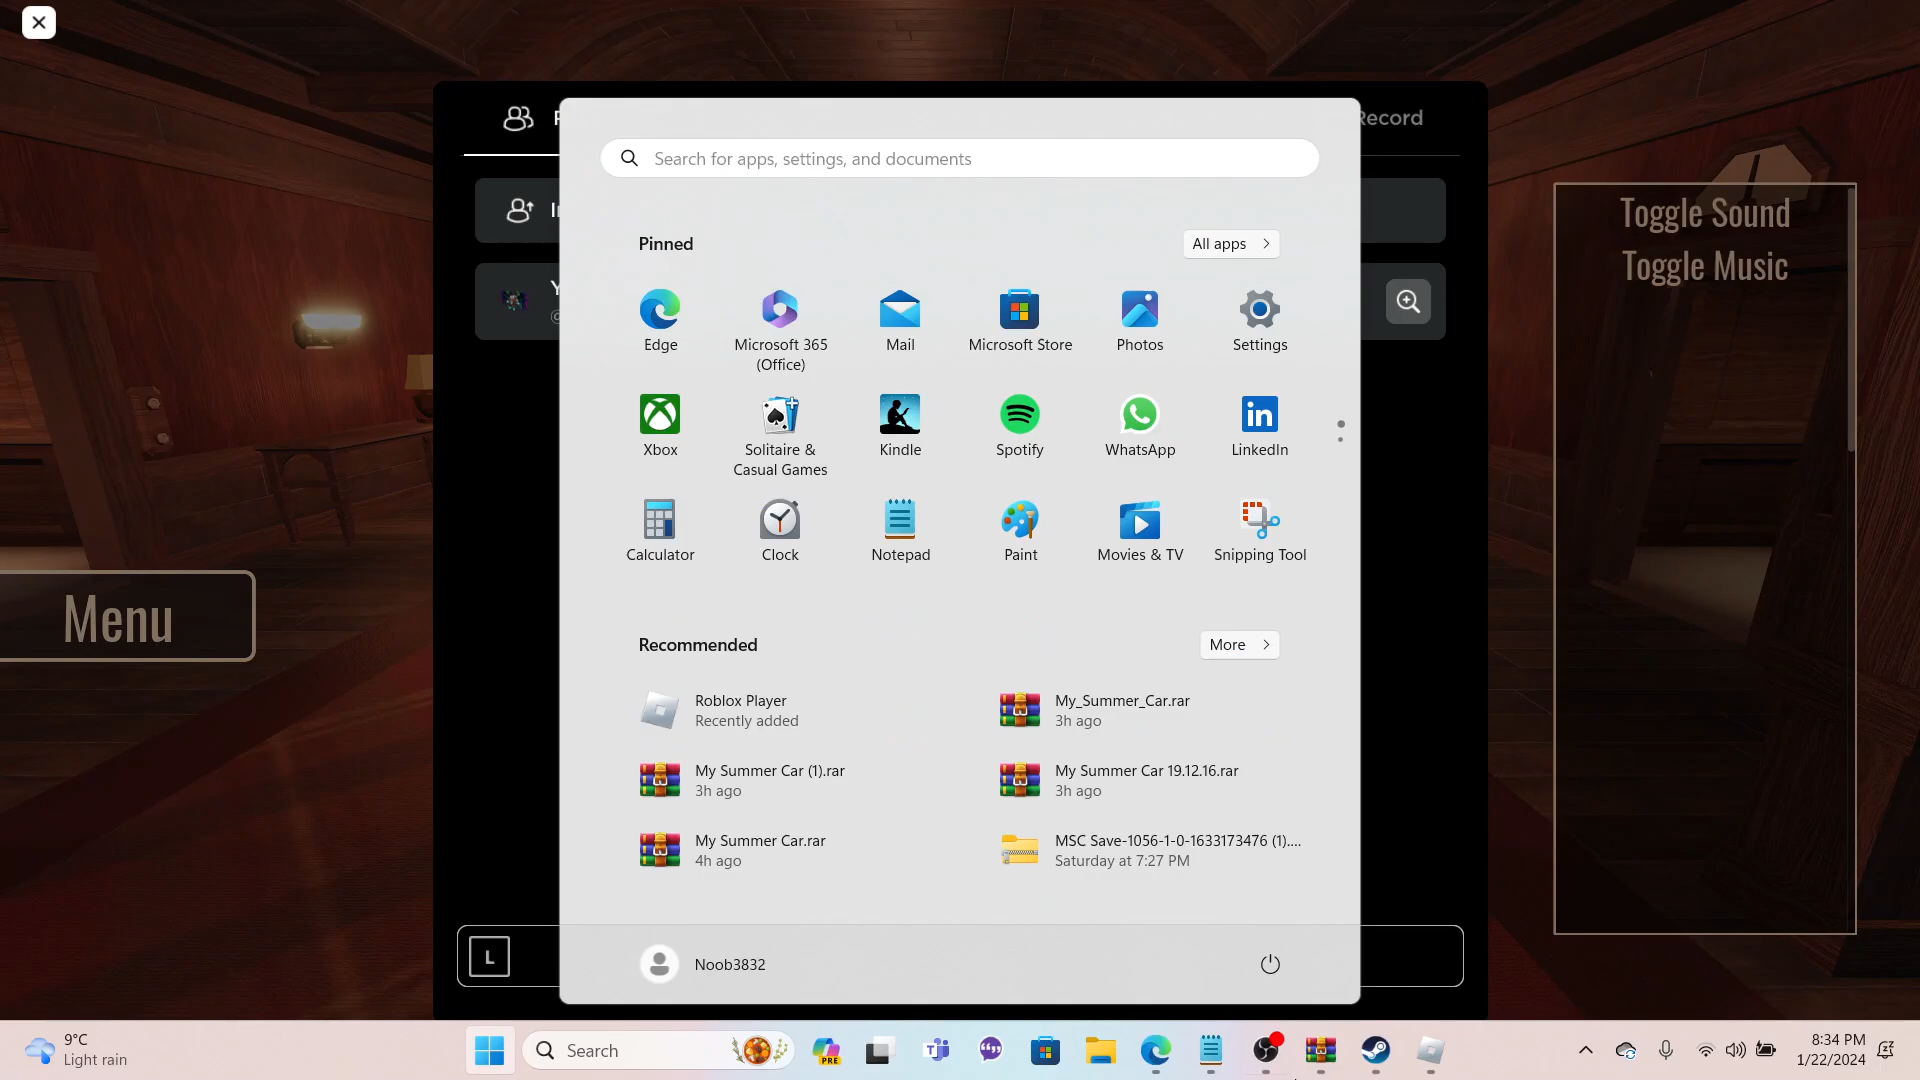 Record
Search for apps, settings, and documents
Toggle Sound
Toggle Music
Pinned
All apps
Edge
Microsoft 365
(Office)
Mail
Microsoft Store
Photos
Settings
Xbox
Solitaire &
Casual Games
Kindle
Spotify
WhatsApp
LinkedIn
Calculator
Clock
Notepad
Paint
Movies & TV
Snipping Tool
Menu
Recommended
More
Roblox Player
Recently added
My_Summer_Car.rar
3h ago
My Summer Car (1).rar
3h ago
My Summer Car 19.12.16.rar
3h ago
My Summer Car.rar
4h ago
MSC Save-1056-1-0-1633173476 (1)....
Saturday at 7:27 PM
L
Noob3832
9°C
Light rain
Search
PRE
8:34 PM
1/22/2024